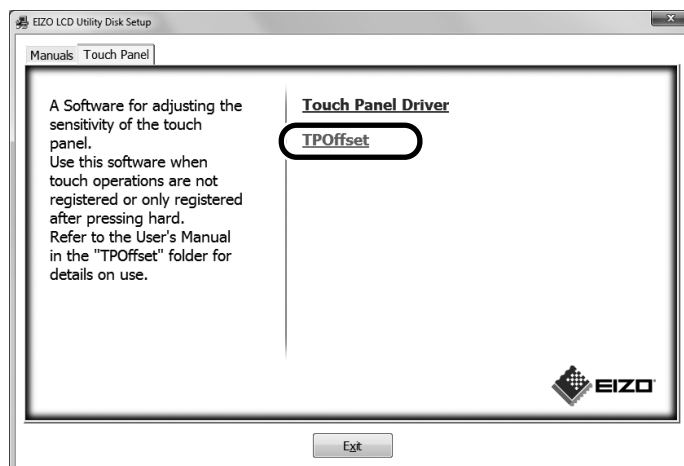 EIZO LCD Utility Disk Setup
x
Manuals Touch Panel
A Software for adjusting the
sensitivity of the touch
panel.
Use this software when
touch operations are not
registered or only registered
after pressing hard.
Refer to the User's Manual
in the "TPOffset" folder for
details on use.
Touch Panel Driver
TPOffset
EIZO
Exit